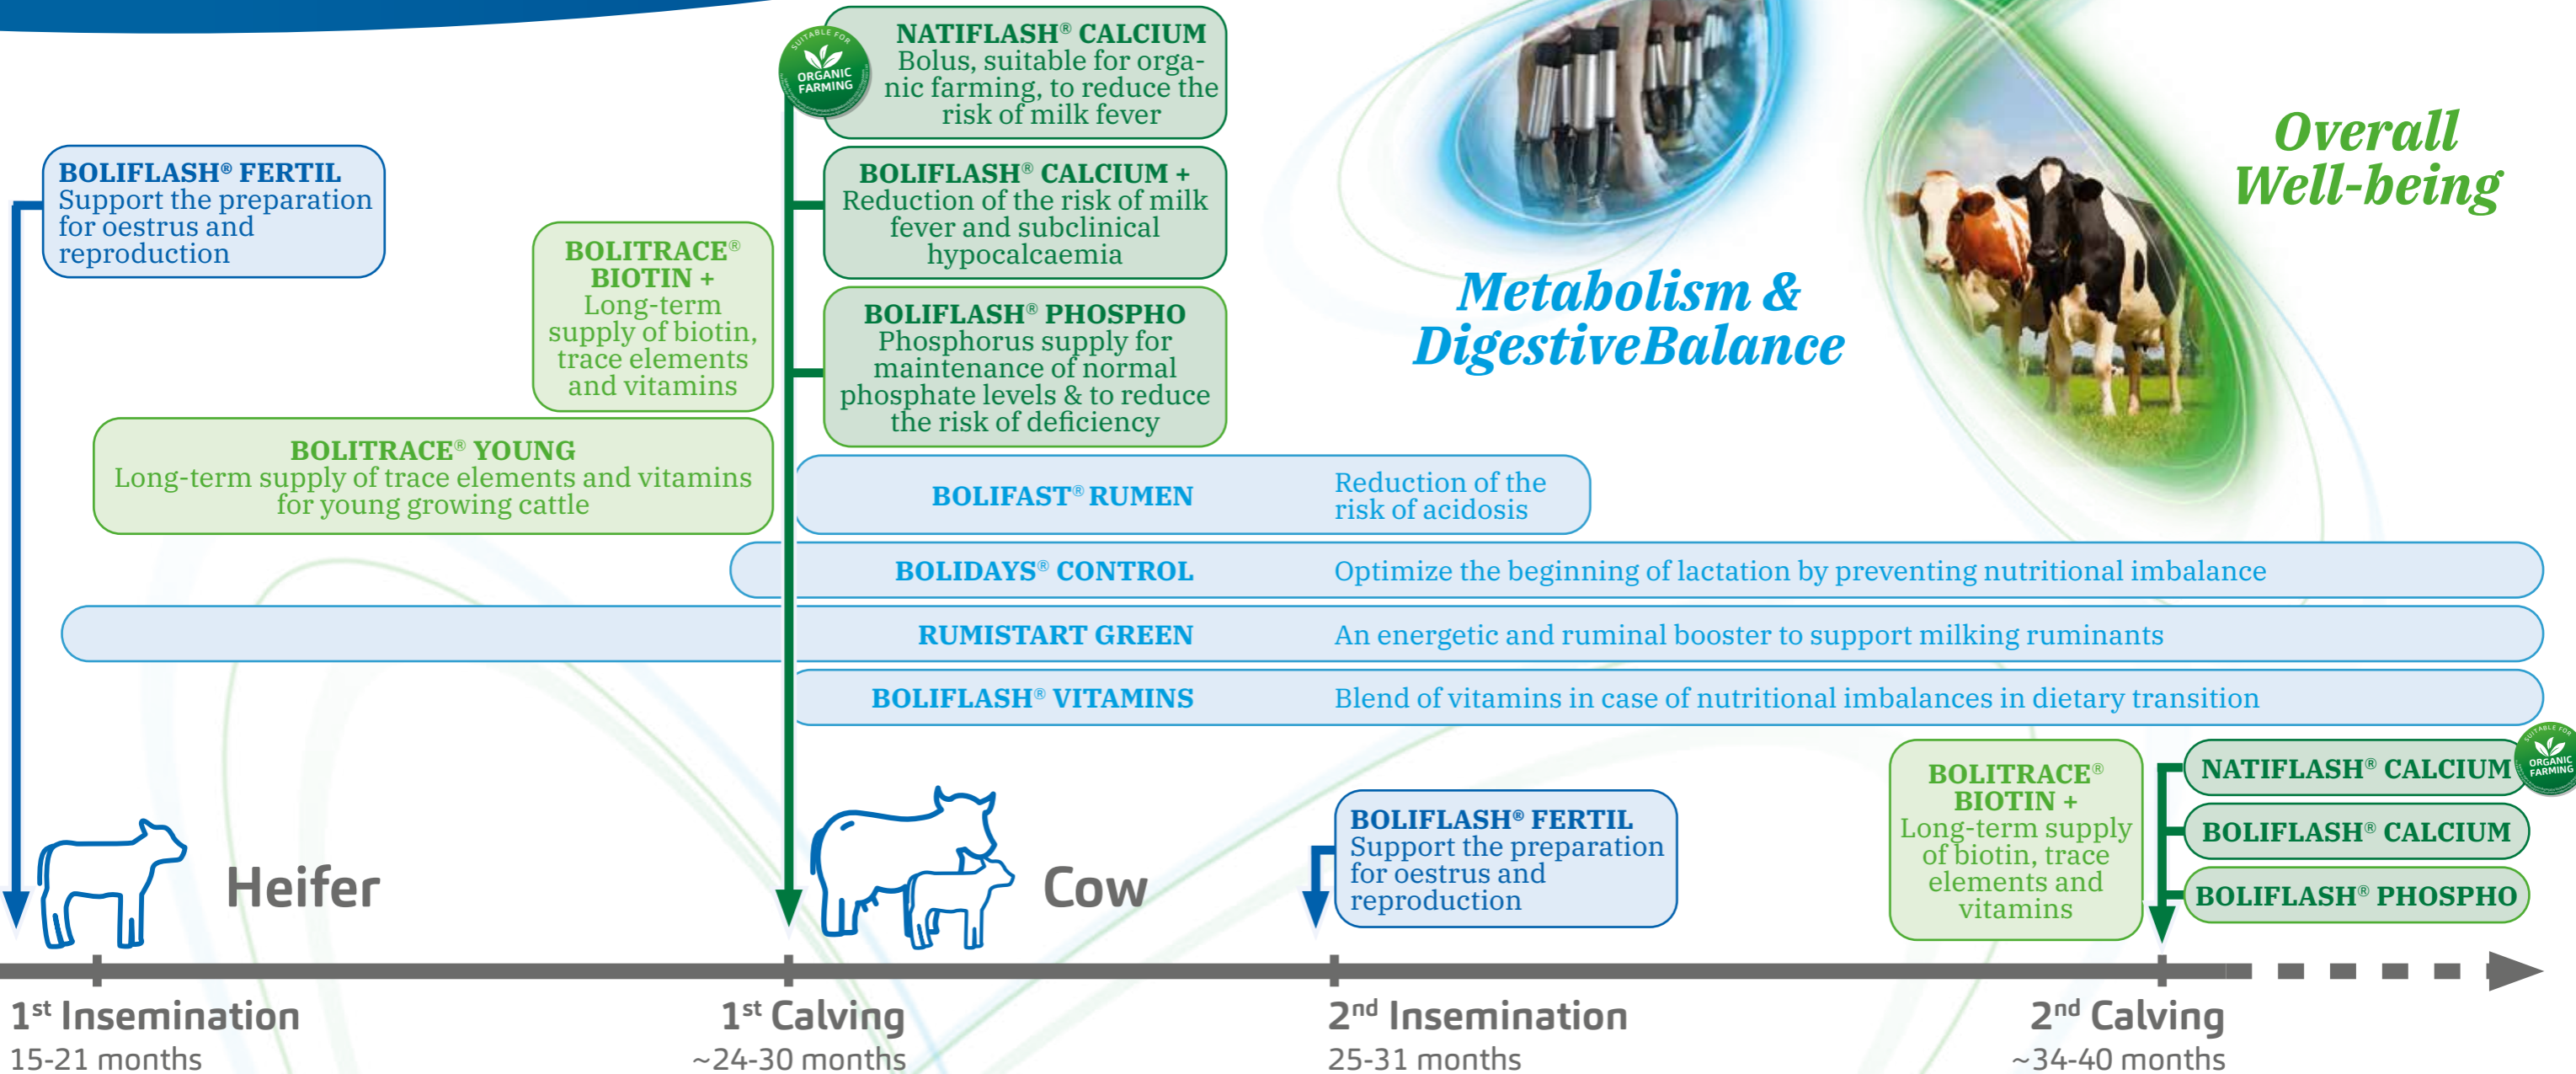 SUITABLE FOR
ORGANIC
FARMING
NATIFLASH® CALCIUM
Bolus, suitable for orga-
nic farming, to reduce the
risk of milk fever
BOLIFLASH® FERTIL
Support the preparation
for oestrus and
reproduction
BOLIFLASH® CALCIUM +
Reduction of the risk of milk
fever and subclinical
hypocalcaemia
BOLITRACE®
BIOTIN +
Long-term
supply of biotin,
trace elements
and vitamins
BOLIFLASH® PHOSPHO
Phosphorus supply for
maintenance of normal
phosphate levels & to reduce
the risk of deficiency
Metabolism &
DigestiveBalance
Overall
Well-being
BOLITRACE® YOUNG
Long-term supply of trace elements and vitamins
for young growing cattle
BOLIFAST® RUMEN
Reduction of the
risk of acidosis
BOLIDAYS® CONTROL
Optimize the beginning of lactation by preventing nutritional imbalance
RUMISTART GREEN
An energetic and ruminal booster to support milking ruminants
BOLIFLASH® VITAMINS
Blend of vitamins in case of nutritional imbalances in dietary transition
Heifer
Cow
BOLIFLASH® FERTIL
Support the preparation
for oestrus and
reproduction
BOLITRACE®
BIOTIN +
Long-term supply
of biotin, trace
elements and
vitamins
NATIFLASH® CALCIUM
SUITABLE FOR
ORGANIC
FARMING
BOLIFLASH® CALCIUM
BOLIFLASH® PHOSPHO
1st Insemination
15-21 months
1st Calving
~24-30 months
2nd Insemination
25-31 months
2nd Calving
~34-40 months